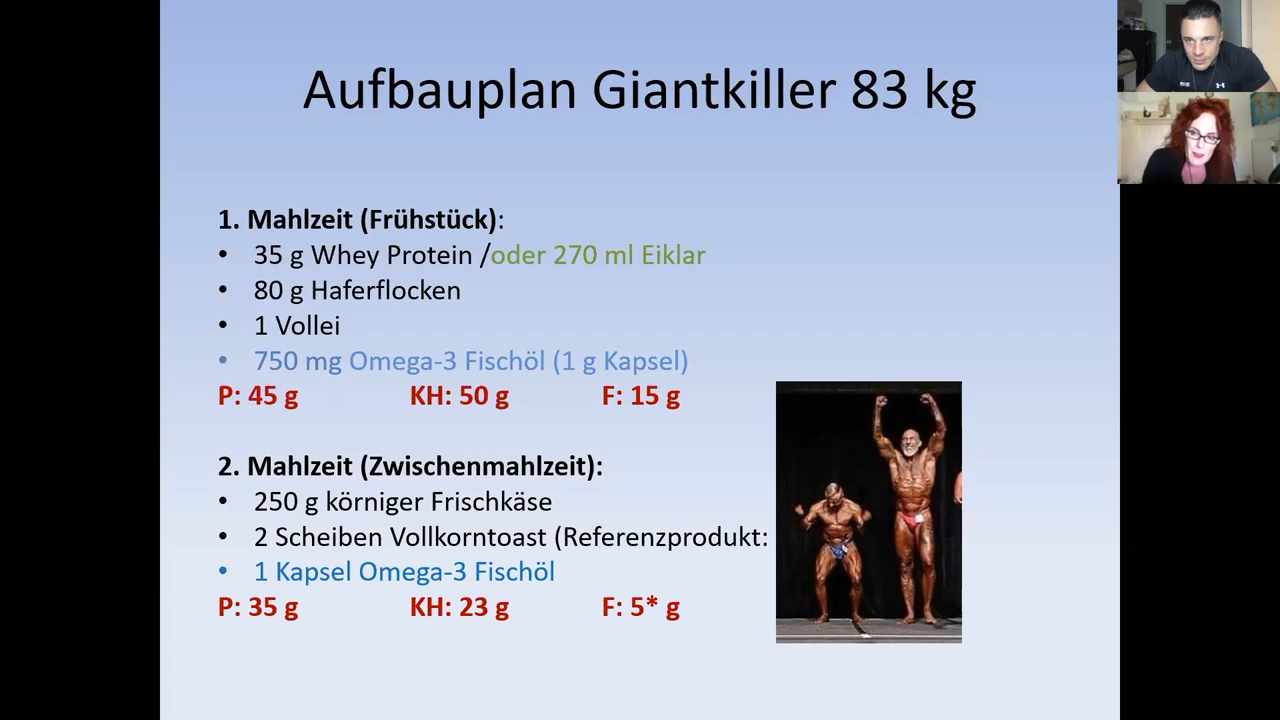 Aufbauplan Giantkiller 83 kg
1. Mahlzeit (Frühstück):
• 35 g Whey Protein /oder 270 ml Eiklar
• 80 g Haferflocken
• 1 Vollei
• 750 mg Omega-3 Fischöl (1 g Kapsel)
P: 45 g KH: 50 g F: 15 g
2. Mahlzeit (Zwischenmahlzeit):
• 250 g körniger Frischkäse
• 2 Scheiben Vollkorntoast (Referenzprodukt:
• 1 Kapsel Omega-3 Fischöl
P: 35 g KH: 23 g F: 5* g